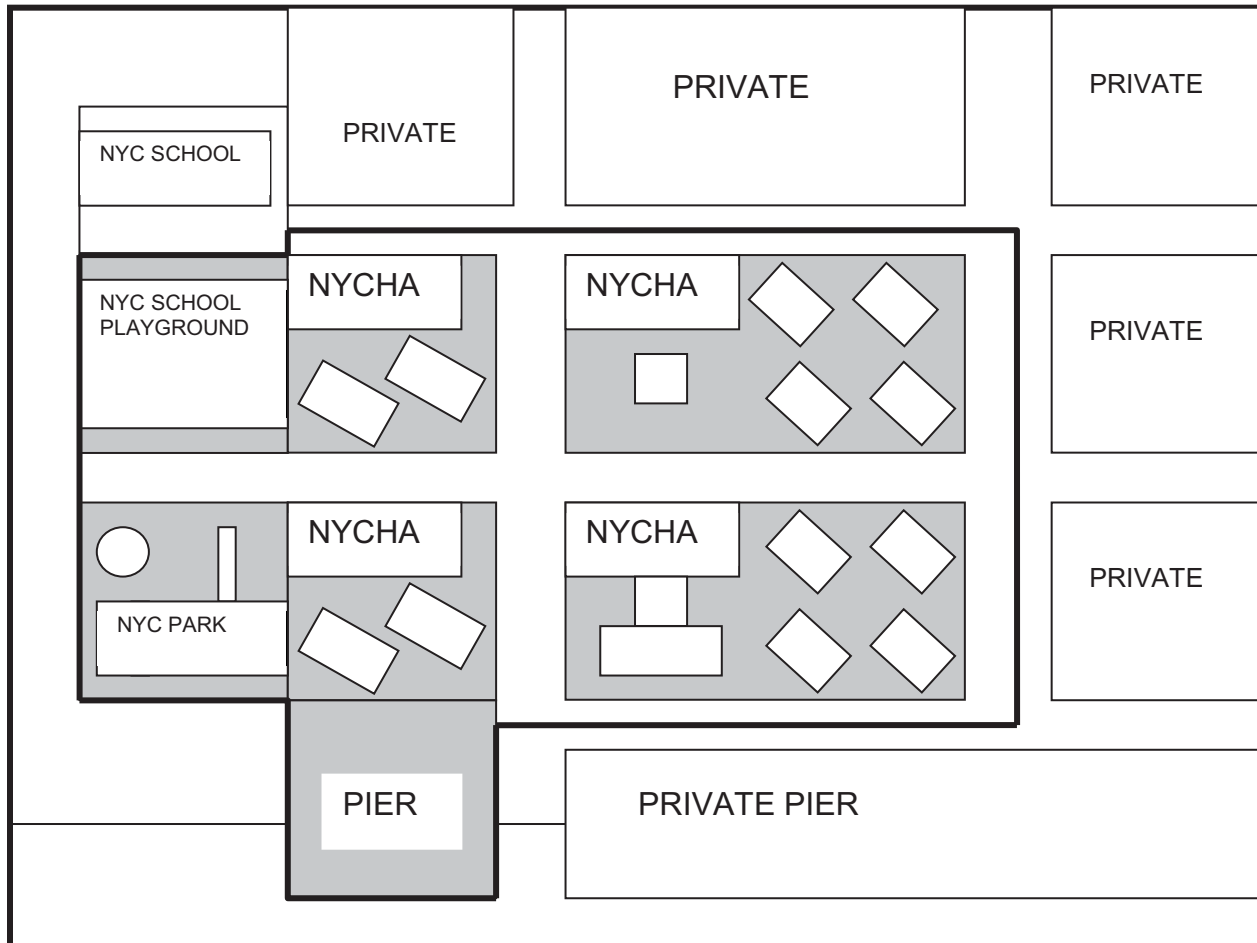 PRIVATE
PRIVATE
PRIVATE
NYC SCHOOL
NYCHA
NYCHA
NYC SCHOOL
PLAYGROUND
PRIVATE
NYCHA
NYCHA
PRIVATE
NYC PARK
PIER
PRIVATE PIER